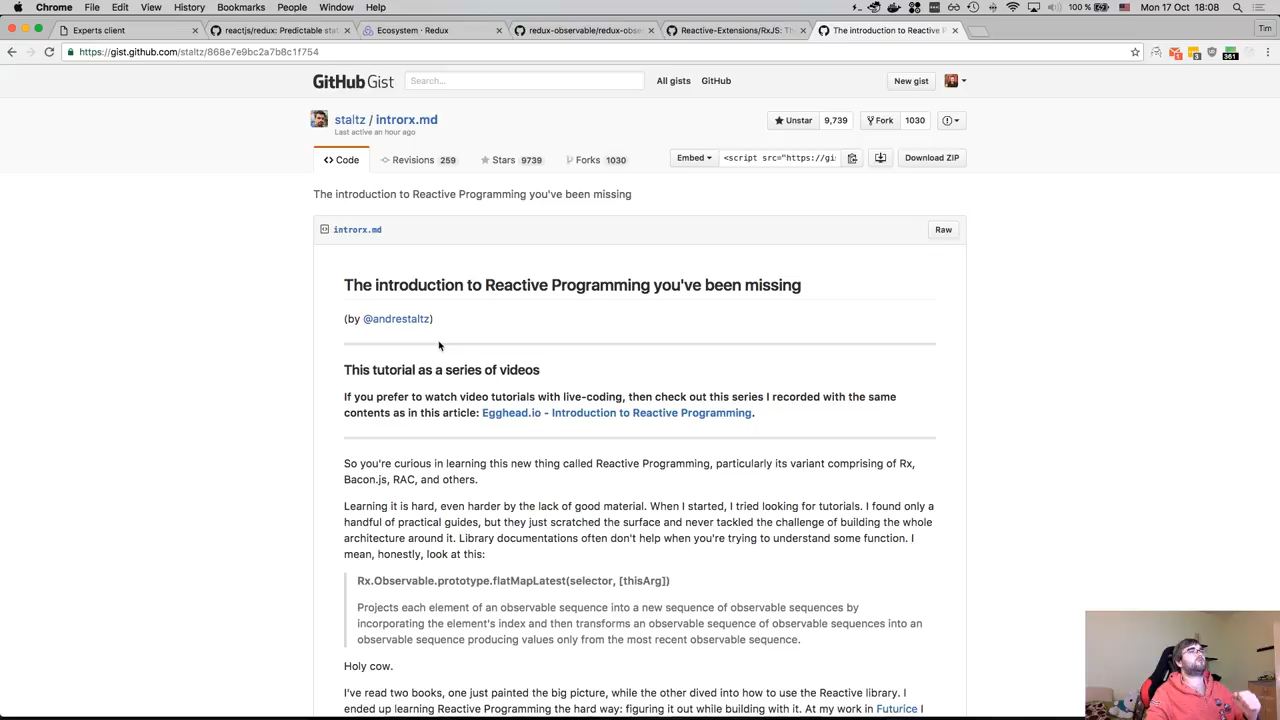 Chrome File Edit View History Bookmarks People Window Help
100 % Mon 17 Oct 18:08
Experts client
reactjs/redux: Predictable sta
Ecosystem · Redux
redux-observable/redux-obse
Reactive-Extensions/RxJS: Th
The introduction to Reactive P
Tim
https://gist.github.com/staltz/868e7e9bc2a7b8c1f754
361
GitHub Gist Search... All gists GitHub New gist
staltz / introrx.md
Last active an hour ago
Unstar 9,739 Fork 1030
Code Revisions 259 Stars 9739 Forks 1030 Embed <script src="https://gi Download ZIP
The introduction to Reactive Programming you've been missing
introrx.md Raw
The introduction to Reactive Programming you've been missing
(by @andrestaltz)
This tutorial as a series of videos
If you prefer to watch video tutorials with live-coding, then check out this series I recorded with the same
contents as in this article: Egghead.io - Introduction to Reactive Programming.
So you're curious in learning this new thing called Reactive Programming, particularly its variant comprising of Rx,
Bacon.js, RAC, and others.
Learning it is hard, even harder by the lack of good material. When I started, I tried looking for tutorials. I found only a
handful of practical guides, but they just scratched the surface and never tackled the challenge of building the whole
architecture around it. Library documentations often don't help when you're trying to understand some function. I
mean, honestly, look at this:
Rx.Observable.prototype.flatMapLatest(selector, [thisArg])
Projects each element of an observable sequence into a new sequence of observable sequences by
incorporating the element's index and then transforms an observable sequence of observable sequences into an
observable sequence producing values only from the most recent observable sequence.
Holy cow.
I've read two books, one just painted the big picture, while the other dived into how to use the Reactive library. I
ended up learning Reactive Programming the hard way: figuring it out while building with it. At my work in Futurice I